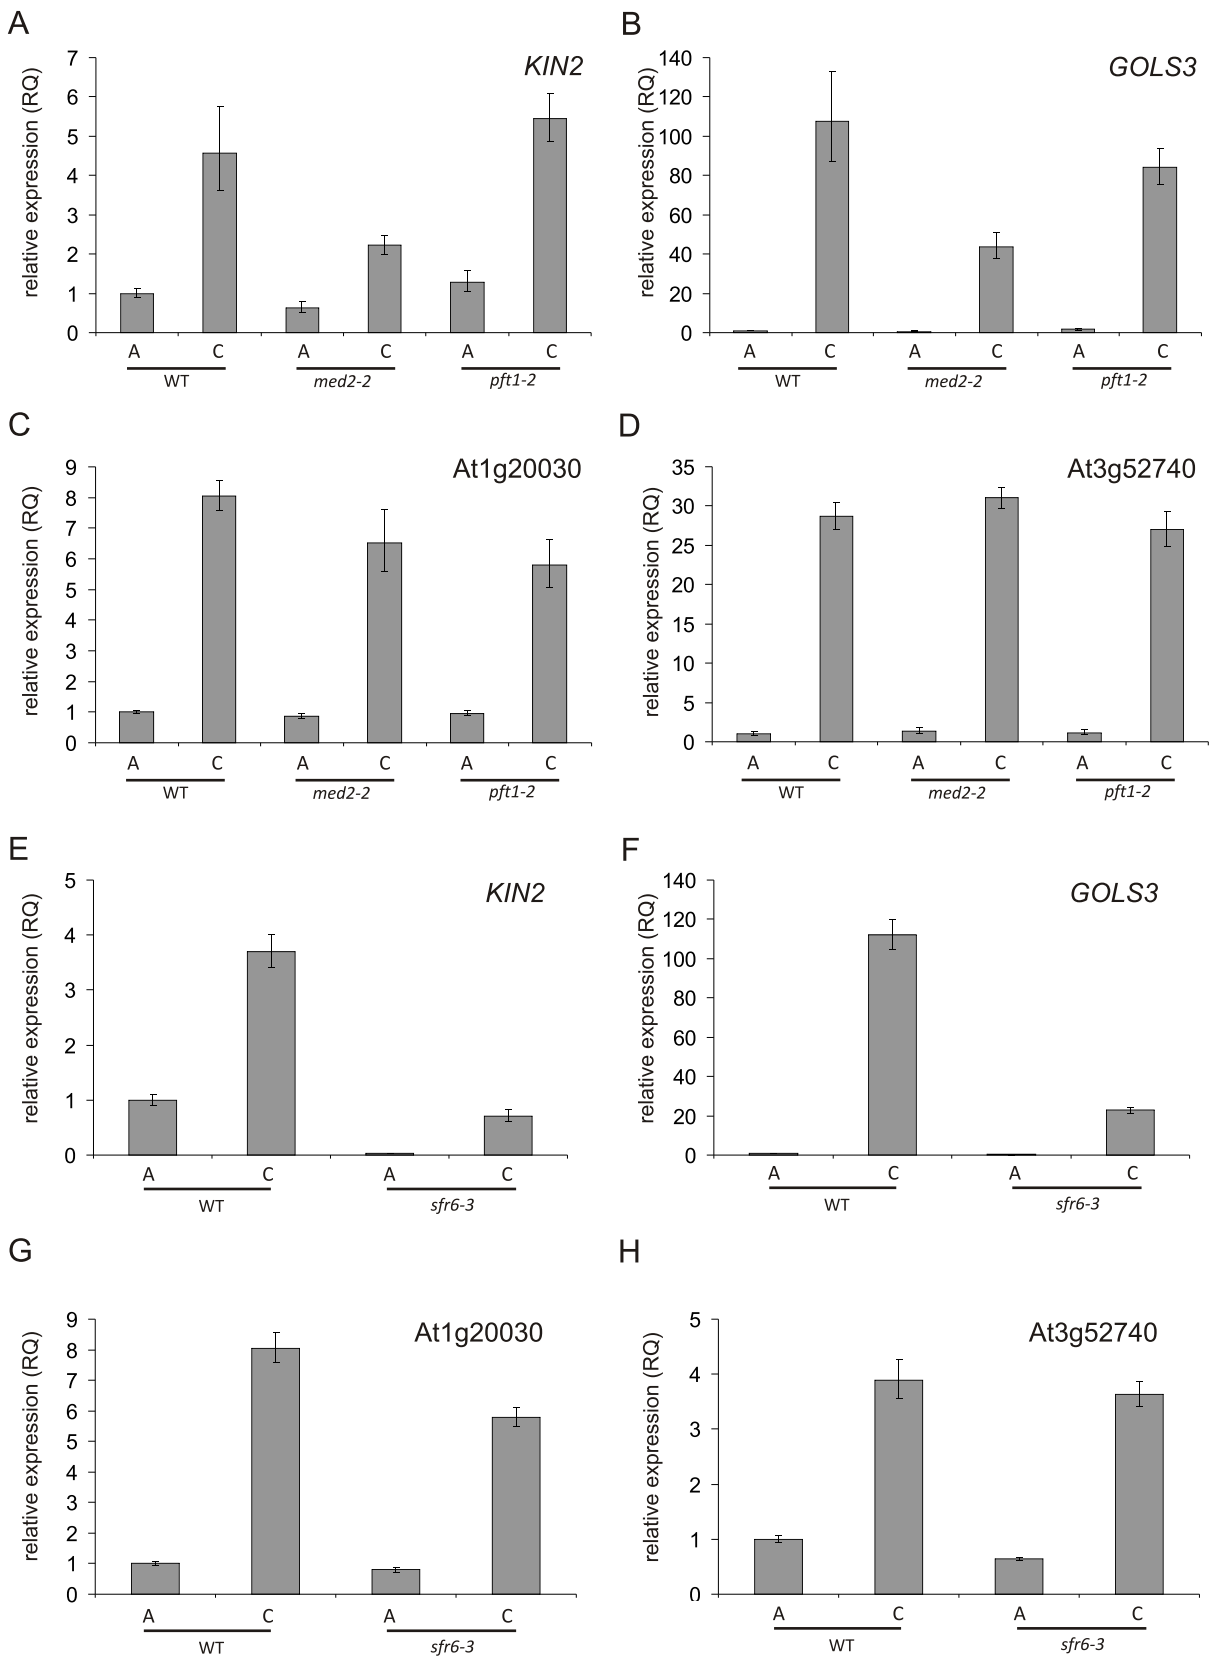 A
KIN2
relative expression (RQ)
7
6
5
4
3
2
1
0
A C A C A C
WT med2-2 pft1-2
B
GOLS3
relative expression (RQ)
140
120
100
80
60
40
20
0
A C A C A C
WT med2-2 pft1-2
C
At1g20030
relative expression (RQ)
9
8
7
6
5
4
3
2
1
0
A C A C A C
WT med2-2 pft1-2
D
At3g52740
relative expression (RQ)
35
30
25
20
15
10
5
0
A C A C A C
WT med2-2 pft1-2
E
KIN2
relative expression (RQ)
5
4
3
2
1
0
A C A C
WT sfr6-3
F
GOLS3
relative expression (RQ)
140
120
100
80
60
40
20
0
A C A C
WT sfr6-3
G
At1g20030
relative expression (RQ)
9
8
7
6
5
4
3
2
1
0
A C A C
WT sfr6-3
H
At3g52740
relative expression (RQ)
5
4
3
2
1
0
A C A C
WT sfr6-3